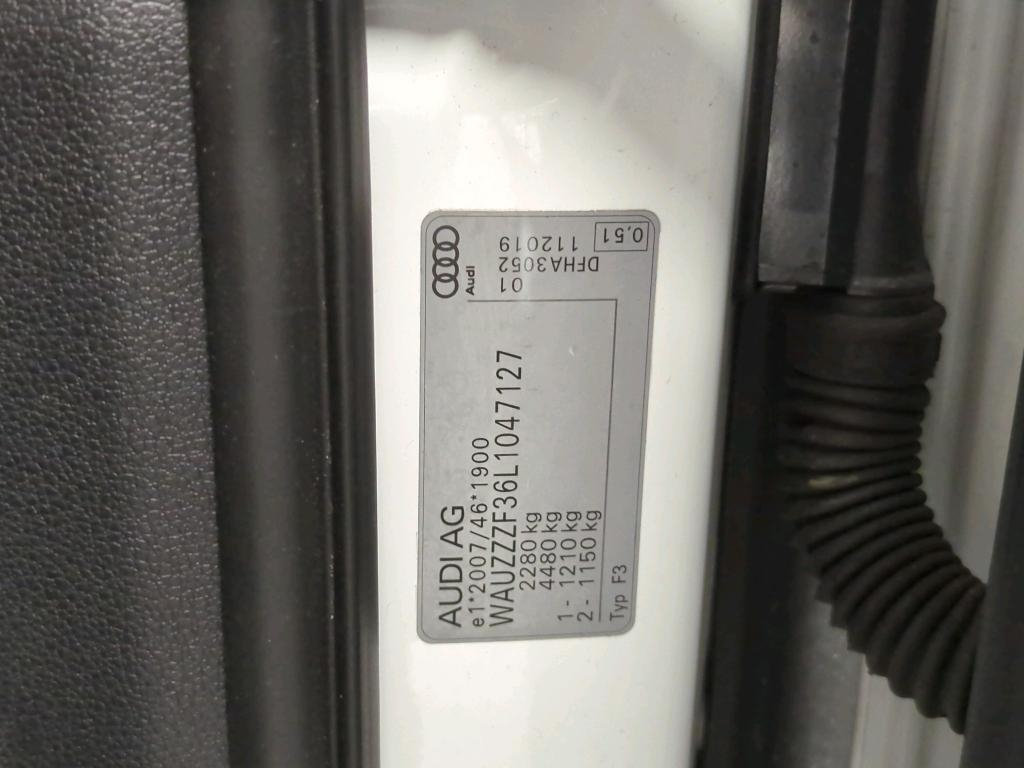 AUDI AG
e1*2007/46*1900
WAUZZZF36L1047127
2280 kg
4480 kg
1 - 1210 kg
2 - 1150 kg
Typ F3
Audi
01
DFHA3052
112019
0.51